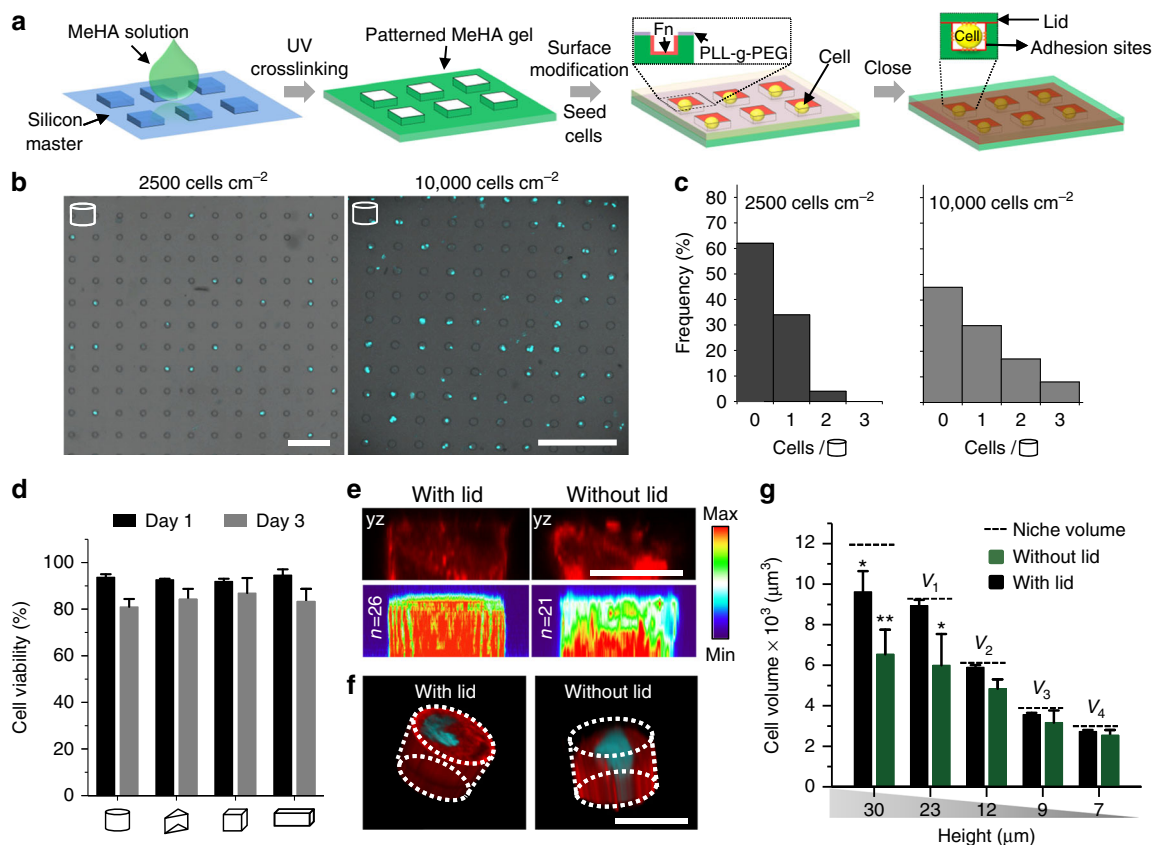 a
MeHA solution
Silicon
master
UV
crosslinking
Patterned MeHA gel
Surface
modification
Seed
cells
Fn
PLL-g-PEG
Cell
Close
Cell
Lid
Adhesion sites
b
2500 cells cm⁻²
10,000 cells cm⁻²
c
2500 cells cm⁻²
10,000 cells cm⁻²
Frequency (%)
80
70
60
50
40
30
20
10
0
0 1 2 3
0 1 2 3
Cells /
Cells /
d
Day 1
Day 3
Cell viability (%)
100
80
60
40
20
0
e
With lid
Without lid
yz
yz
n=26
n=21
Max
Min
f
With lid
Without lid
g
Niche volume
Without lid
With lid
Cell volume × 10³ (μm³)
12
10
8
6
4
2
0
*
**
V₁
*
V₂
V₃
V₄
30 23 12 9 7
Height (μm)